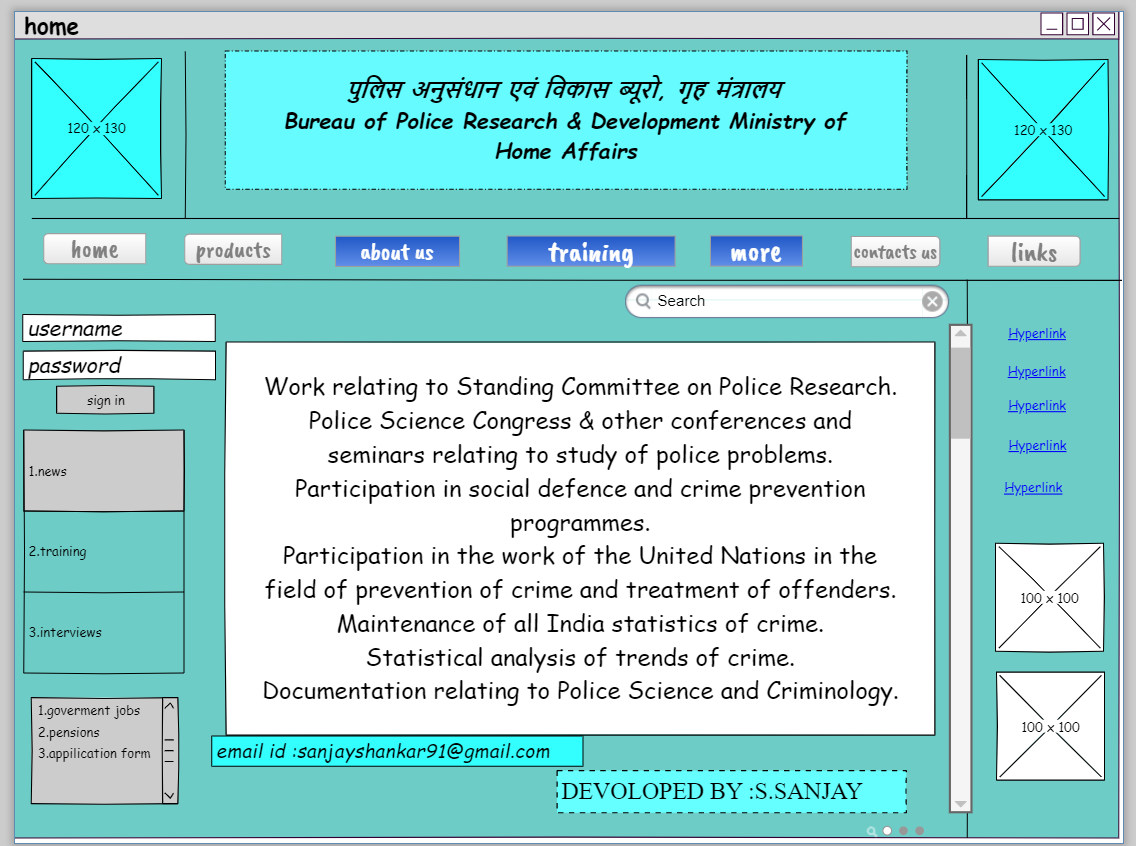 home
120 x 130
पुलिस अनुसंधान एवं विकास ब्यूरो, गृह मंत्रालय
Bureau of Police Research & Development Ministry of
Home Affairs
120 x 130
home
products
about us
training
more
contacts us
links
Search
username
password
sign in
1.news
2.training
3.interviews
1.goverment jobs
2.pensions
3.appilication form
Work relating to Standing Committee on Police Research.
Police Science Congress & other conferences and
seminars relating to study of police problems.
Participation in social defence and crime prevention
programmes.
Participation in the work of the United Nations in the
field of prevention of crime and treatment of offenders.
Maintenance of all India statistics of crime.
Statistical analysis of trends of crime.
Documentation relating to Police Science and Criminology.
email id :sanjayshankar91@gmail.com
DEVOLOPED BY :S.SANJAY
Hyperlink
Hyperlink
Hyperlink
Hyperlink
Hyperlink
100 x 100
100 x 100